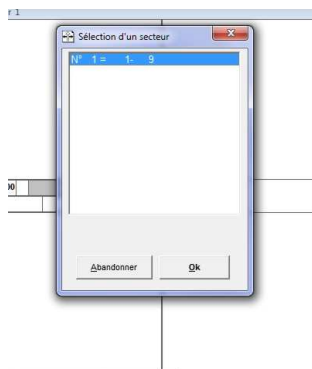 r 1
Sélection d'un secteur
N° 1 = 1- 9
00
Abandonner
Ok